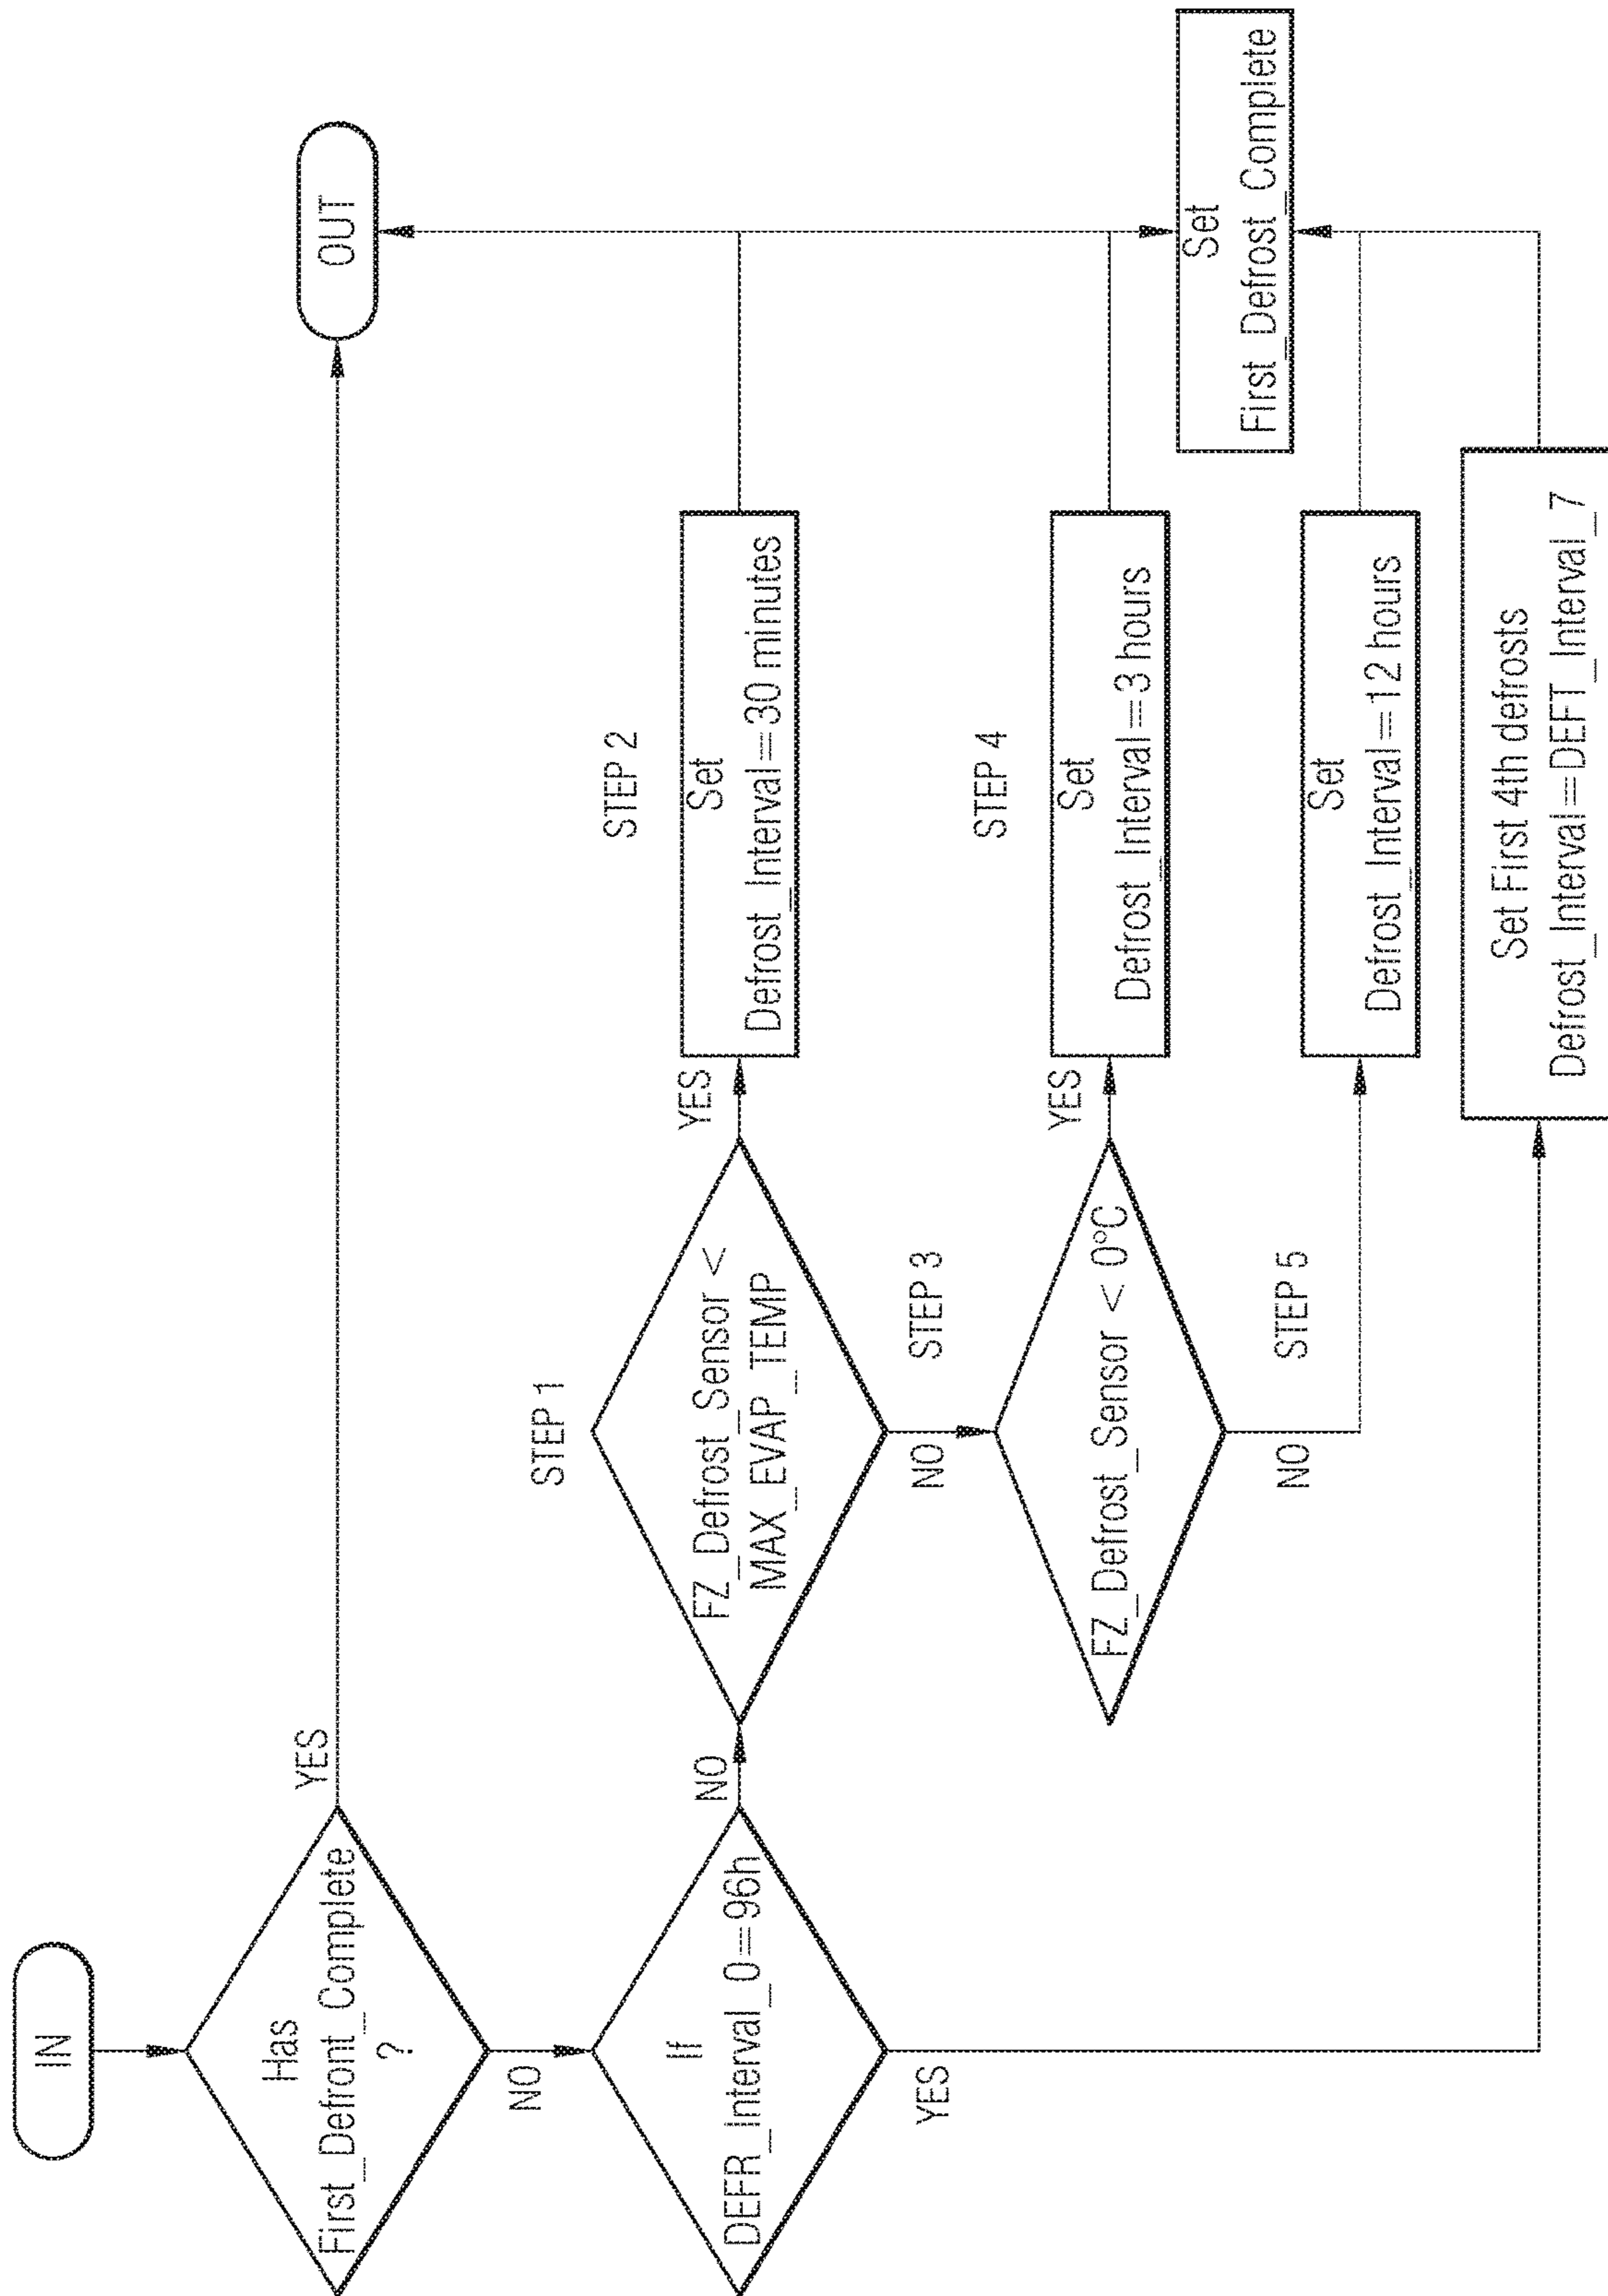 IN
Has
First_Defront_Complete
?
YES
OUT
NO
If
DEFR_Interval_0=96h
NO
YES
STEP 1
FZ_Defrost_Sensor <
MAX_EVAP_TEMP
YES
NO
STEP 2
Set
Defrost_Interval=30 minutes
STEP 3
FZ_Defrost_Sensor < 0°C
YES
NO
STEP 4
Set
Defrost_Interval=3 hours
STEP 5
Set
Defrost_Interval=12 hours
Set
First_Defrost_Complete
Set First 4th defrosts
Defrost_Interval=DEFT_Interval_7